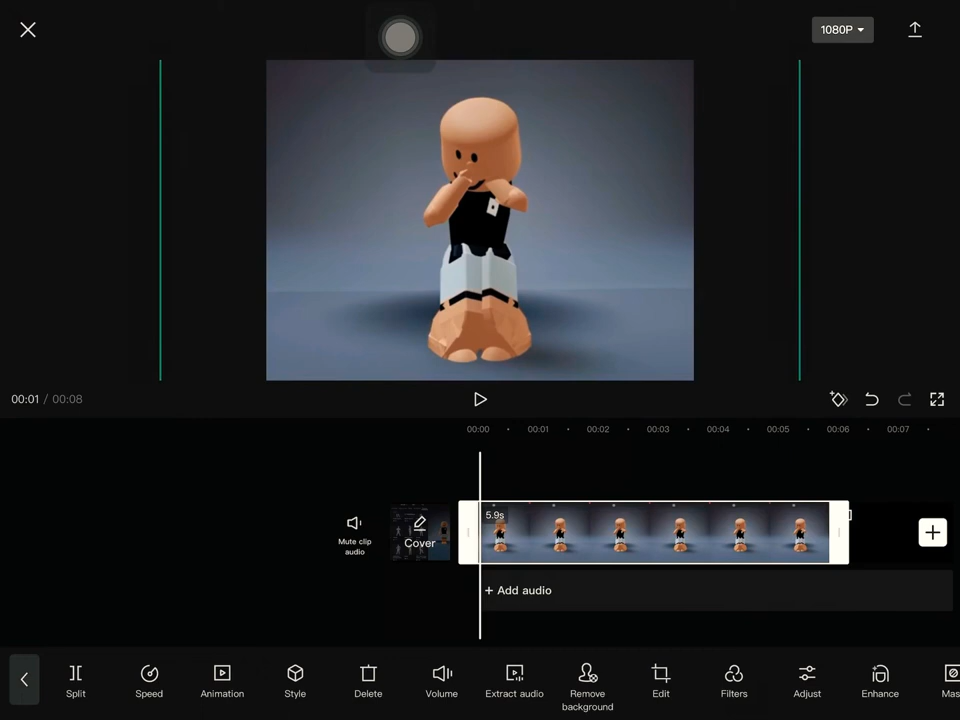 1080P
00:01 / 00:08
00:00 00:01 00:02 00:03 00:04 00:05 00:06 00:07
5.9s
Mute clip
audio
Cover
+ Add audio
Split
Speed
Animation
Style
Delete
Volume
Extract audio
Remove
background
Edit
Filters
Adjust
Enhance
Mas